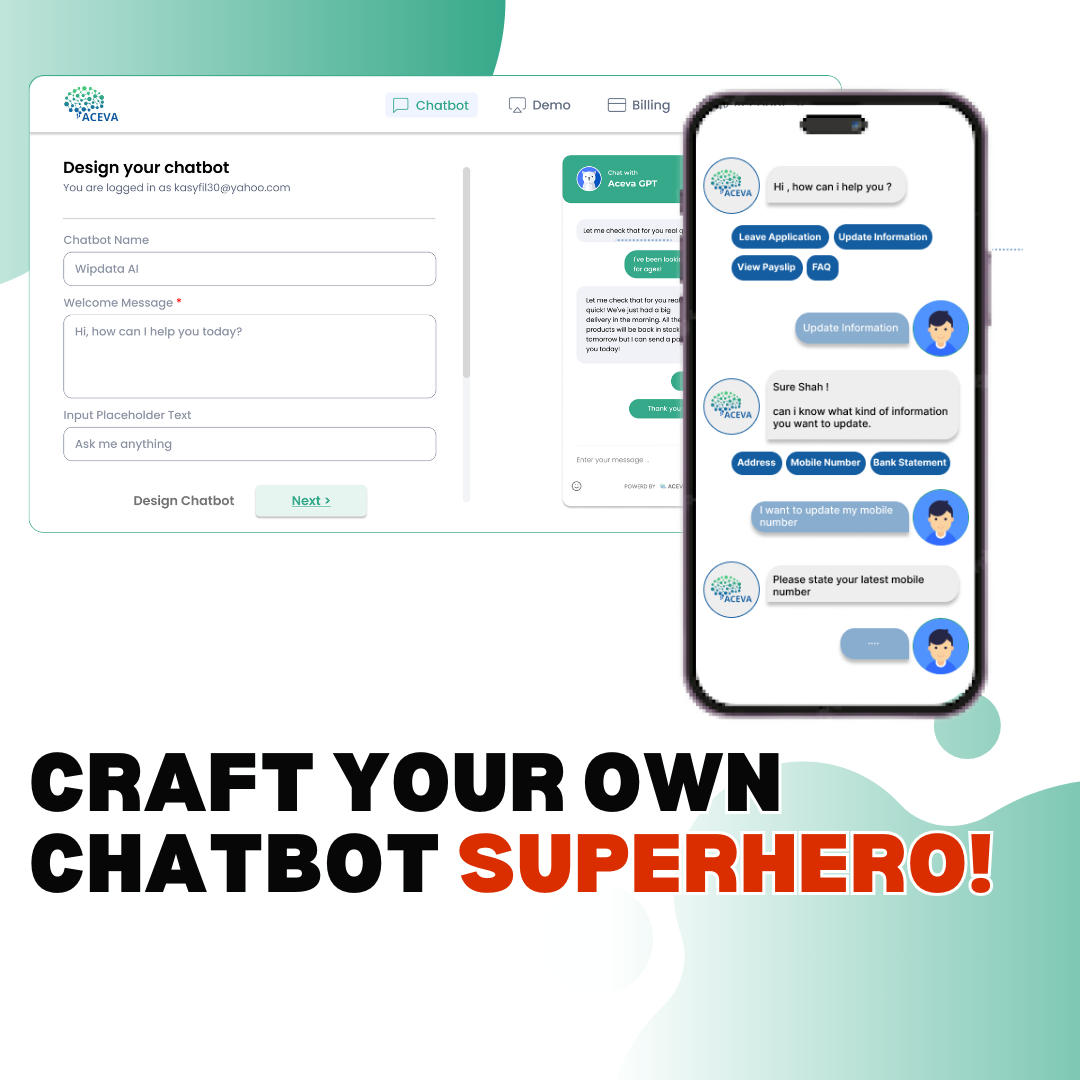 ACEVA
Chatbot
Demo
Billing
Design your chatbot
You are logged in as kasyfil30@yahoo.com
Chatbot Name
Wipdata AI
Welcome Message *
Hi, how can I help you today?
Input Placeholder Text
Ask me anything
Design Chatbot
Next >
Chat with
Aceva GPT
Let me check that for you real
I've been
for ages!
Let me check that for you real
quick! We've just had a big
delivery in the morning. All the
products will be back in stock
tomorrow but I can send a
you today!
Thank you
Enter your message ...
POWERD BY
ACEVA
Hi , how can i help you ?
Leave Application
Update Information
View Payslip
FAQ
Update Information
ACEVA
Sure Shah !
can i know what kind of information
you want to update.
Address
Mobile Number
Bank Statement
I want to update my mobile
number
ACEVA
Please state your latest mobile
number
....
CRAFT YOUR OWN
CHATBOT SUPERHERO!